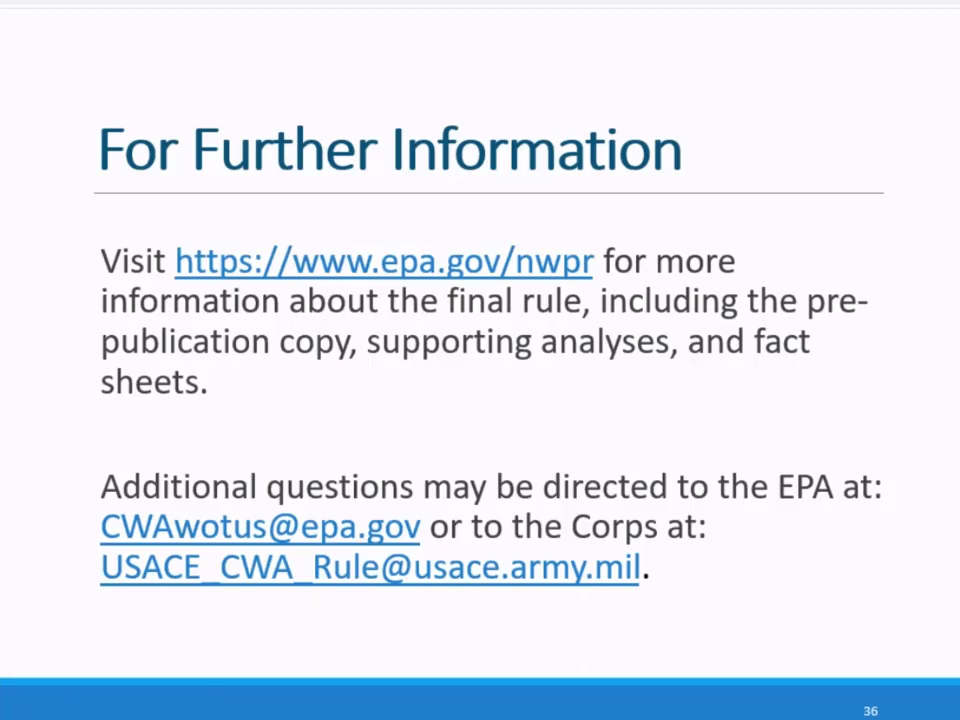 For Further Information
Visit https://www.epa.gov/nwpr for more
information about the final rule, including the pre-
publication copy, supporting analyses, and fact
sheets.
Additional questions may be directed to the EPA at:
CWAwotus@epa.gov or to the Corps at:
USACE_CWA_Rule@usace.army.mil.
36